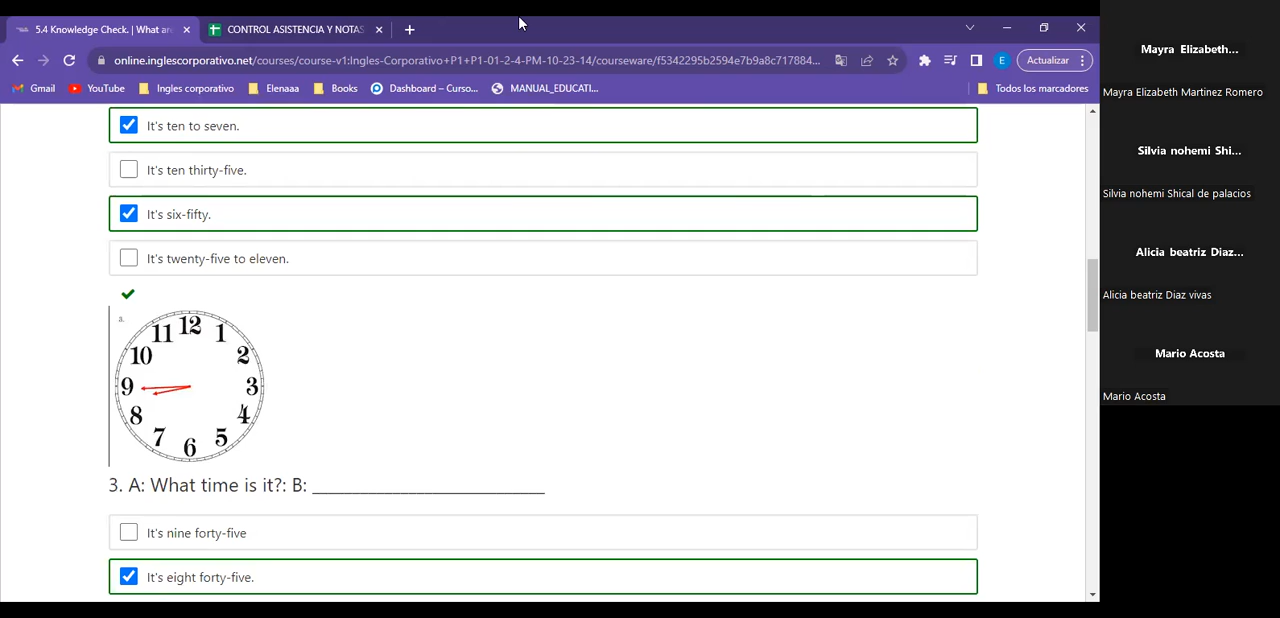 5.4 Knowledge Check. | What are
CONTROL ASISTENCIA Y NOTAS
online.inglescorporativo.net/courses/course-v1:Ingles-Corporativo+P1+P1-01-2-4-PM-10-23-14/courseware/f5342295b2594e7b9a8c717884...
E
Actualizar
Gmail
YouTube
Ingles corporativo
Elenaaa
Books
Dashboard – Curso...
MANUAL_EDUCATI...
Todos los marcadores
It's ten to seven.
It's ten thirty-five.
It's six-fifty.
It's twenty-five to eleven.
a.
12
1
2
3
4
5
6
7
8
9
10
11
3. A: What time is it?: B: ________________________
It's nine forty-five
It's eight forty-five.
Mayra Elizabeth...
Mayra Elizabeth Martinez Romero
Silvia nohemi Shi...
Silvia nohemi Shical de palacios
Alicia beatriz Diaz...
Alicia beatriz Diaz vivas
Mario Acosta
Mario Acosta